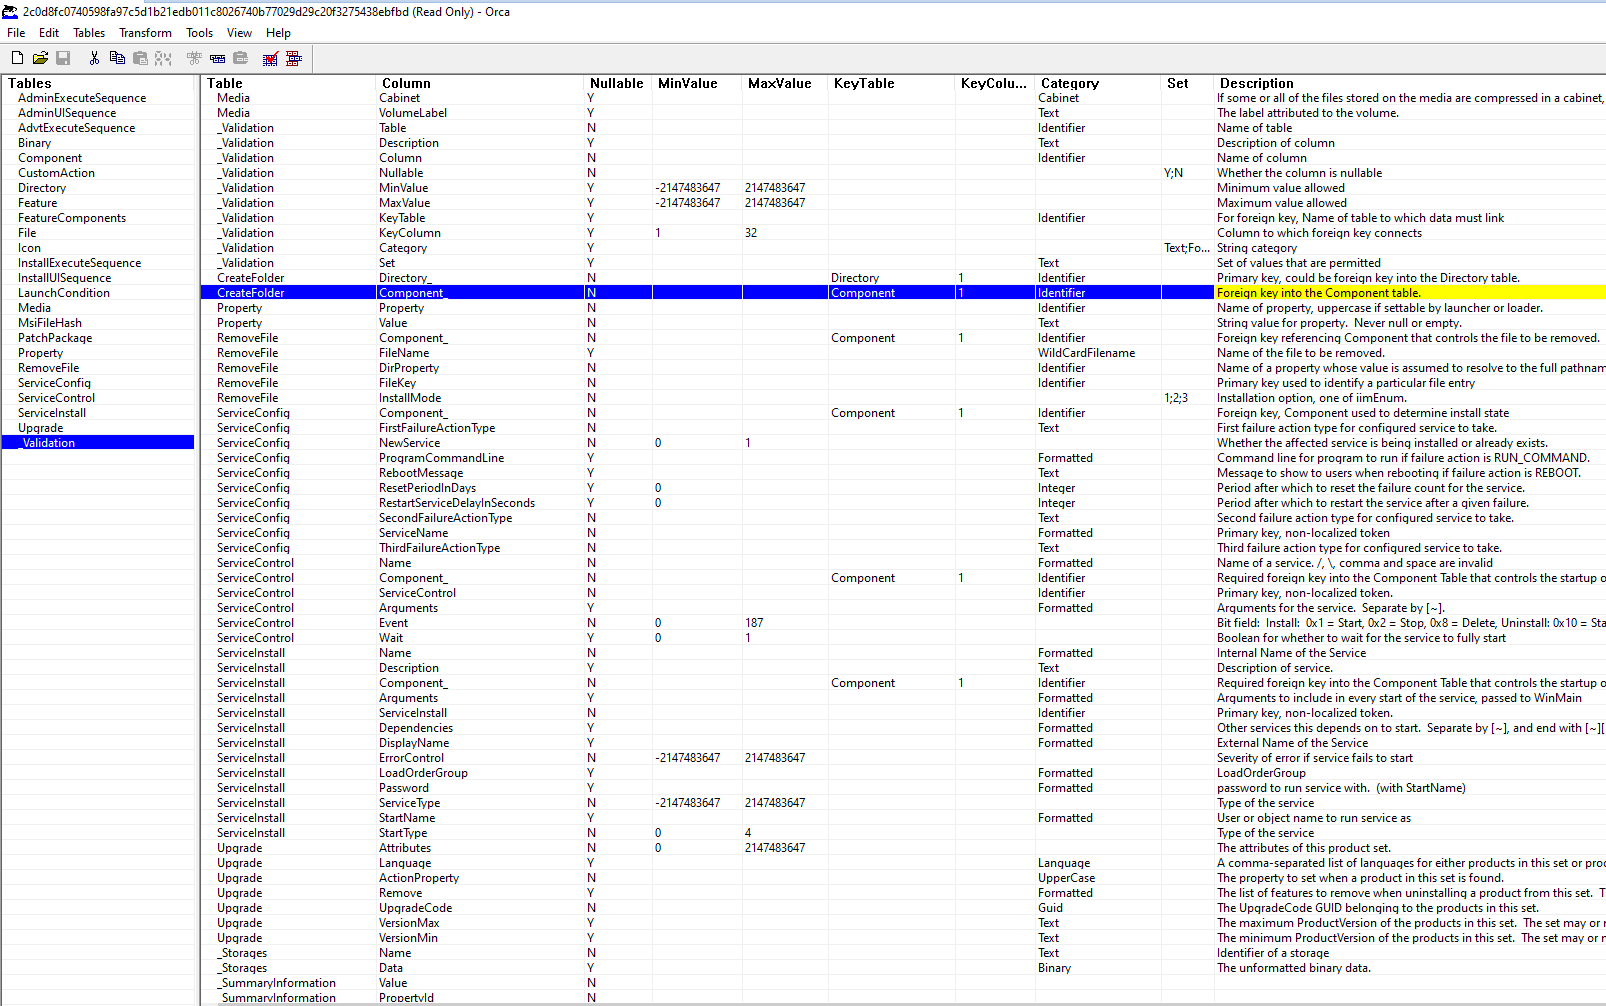 2c0d8fc0740598fa97c5d1b21edb011c8026740b77029d29c20f3275438ebfbd (Read Only) - Orca
File Edit Tables Transform Tools View Help
Tables
AdminExecuteSequence
AdminUISequence
AdvtExecuteSequence
Binary
Component
CustomAction
Directory
Feature
FeatureComponents
File
Icon
InstallExecuteSequence
InstallUISequence
LaunchCondition
Media
MsiFileHash
PatchPackage
Property
RemoveFile
ServiceConfig
ServiceControl
ServiceInstall
Upgrade
_Validation
Table Column Nullable MinValue MaxValue KeyTable KeyColu... Category Set Description
Media Cabinet Y Cabinet If some or all of the files stored on the media are compressed in a cabinet,
Media VolumeLabel Y Text The label attributed to the volume.
_Validation Table N Identifier Name of table
_Validation Description Y Text Description of column
_Validation Column N Identifier Name of column
_Validation Nullable N Y;N Whether the column is nullable
_Validation MinValue Y -2147483647 2147483647 Minimum value allowed
_Validation MaxValue Y -2147483647 2147483647 Maximum value allowed
_Validation KeyTable Y Identifier For foreign key, Name of table to which data must link
_Validation KeyColumn Y 1 32 Column to which foreign key connects
_Validation Category Y Text;Fo... String category
_Validation Set Y Text Set of values that are permitted
CreateFolder Directory_ N Directory 1 Identifier Primary key, could be foreign key into the Directory table.
CreateFolder Component_ N Component 1 Identifier Foreign key into the Component table.
Property Property N Identifier Name of property, uppercase if settable by launcher or loader.
Property Value N Text String value for property. Never null or empty.
RemoveFile Component_ N Component 1 Identifier Foreign key referencing Component that controls the file to be removed.
RemoveFile FileName Y WildCardFilename Name of the file to be removed.
RemoveFile DirProperty N Identifier Name of a property whose value is assumed to resolve to the full pathnam
RemoveFile FileKey N Identifier Primary key used to identify a particular file entry
RemoveFile InstallMode N 1;2;3 Installation option, one of iimEnum.
ServiceConfig Component_ N Component 1 Identifier Foreign key, Component used to determine install state
ServiceConfig FirstFailureActionType N Text First failure action type for configured service to take.
ServiceConfig NewService N 0 1 Whether the affected service is being installed or already exists.
ServiceConfig ProgramCommandLine Y Formatted Command line for program to run if failure action is RUN_COMMAND.
ServiceConfig RebootMessage Y Text Message to show to users when rebooting if failure action is REBOOT.
ServiceConfig ResetPeriodInDays Y 0 Integer Period after which to reset the failure count for the service.
ServiceConfig RestartServiceDelayInSeconds Y 0 Integer Period after which to restart the service after a given failure.
ServiceConfig SecondFailureActionType N Text Second failure action type for configured service to take.
ServiceConfig ServiceName N Formatted Primary key, non-localized token
ServiceConfig ThirdFailureActionType N Text Third failure action type for configured service to take.
ServiceControl Name N Formatted Name of a service. /, \, comma and space are invalid
ServiceControl Component_ N Component 1 Identifier Required foreign key into the Component Table that controls the startup o
ServiceControl ServiceControl N Identifier Primary key, non-localized token.
ServiceControl Arguments Y Formatted Arguments for the service. Separate by [~].
ServiceControl Event N 0 187 Bit field: Install: 0x1 = Start, 0x2 = Stop, 0x8 = Delete, Uninstall: 0x10 = Sta
ServiceControl Wait Y 0 1 Boolean for whether to wait for the service to fully start
ServiceInstall Name N Formatted Internal Name of the Service
ServiceInstall Description Y Text Description of service.
ServiceInstall Component_ N Component 1 Identifier Required foreign key into the Component Table that controls the startup o
ServiceInstall Arguments Y Formatted Arguments to include in every start of the service, passed to WinMain
ServiceInstall ServiceInstall N Identifier Primary key, non-localized token.
ServiceInstall Dependencies Y Formatted Other services this depends on to start. Separate by [~], and end with [~][
ServiceInstall DisplayName Y Formatted External Name of the Service
ServiceInstall ErrorControl N -2147483647 2147483647 Severity of error if service fails to start
ServiceInstall LoadOrderGroup Y Formatted LoadOrderGroup
ServiceInstall Password Y Formatted password to run service with. (with StartName)
ServiceInstall ServiceType N -2147483647 2147483647 Type of the service
ServiceInstall StartName Y Formatted User or object name to run service as
ServiceInstall StartType N 0 4 Type of the service
Upgrade Attributes N 0 2147483647 The attributes of this product set.
Upgrade Language Y Language A comma-separated list of languages for either products in this set or proc
Upgrade ActionProperty N UpperCase The property to set when a product in this set is found.
Upgrade Remove Y Formatted The list of features to remove when uninstalling a product from this set. T
Upgrade UpgradeCode N Guid The UpgradeCode GUID belonging to the products in this set.
Upgrade VersionMax Y Text The maximum ProductVersion of the products in this set. The set may or r
Upgrade VersionMin Y Text The minimum ProductVersion of the products in this set. The set may or n
_Storages Name N Text Identifier of a storage
_Storages Data Y Binary The unformatted binary data.
_SummaryInformation Value N
_SummaryInformation PropertyId N